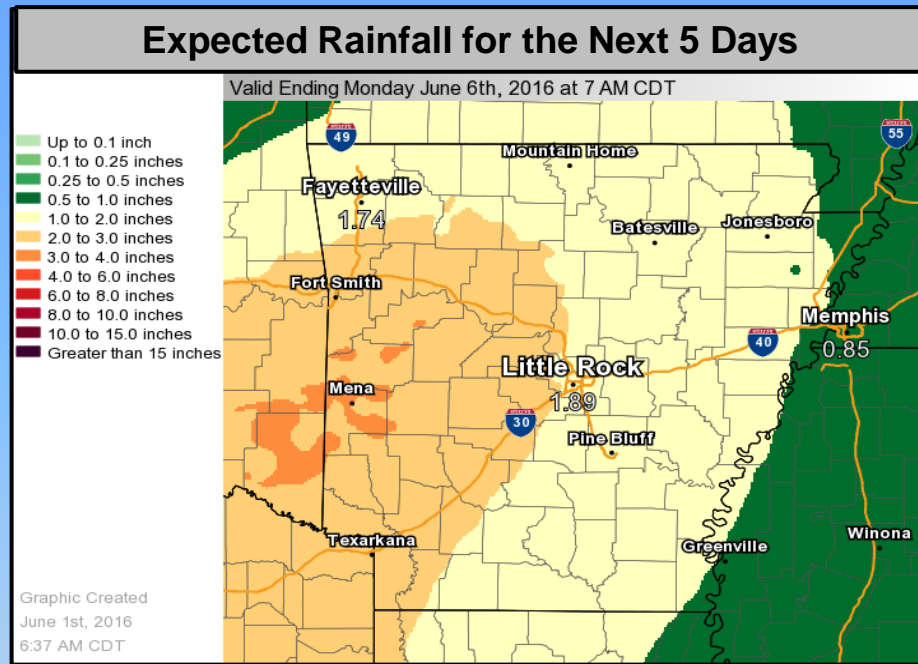 Expected Rainfall for the Next 5 Days
Valid Ending Monday June 6th, 2016 at 7 AM CDT
Up to 0.1 inch
0.1 to 0.25 inches
0.25 to 0.5 inches
0.5 to 1.0 inches
1.0 to 2.0 inches
2.0 to 3.0 inches
3.0 to 4.0 inches
4.0 to 6.0 inches
6.0 to 8.0 inches
8.0 to 10.0 inches
10.0 to 15.0 inches
Greater than 15 inches
49
55
Mountain Home
Fayetteville
1.74
Batesville
Jonesboro
Fort Smith
Memphis
0.85
40
Little Rock
1.89
Mena
30
Pine Bluff
Texarkana
Greenville
Winona
Graphic Created
June 1st, 2016
6:37 AM CDT